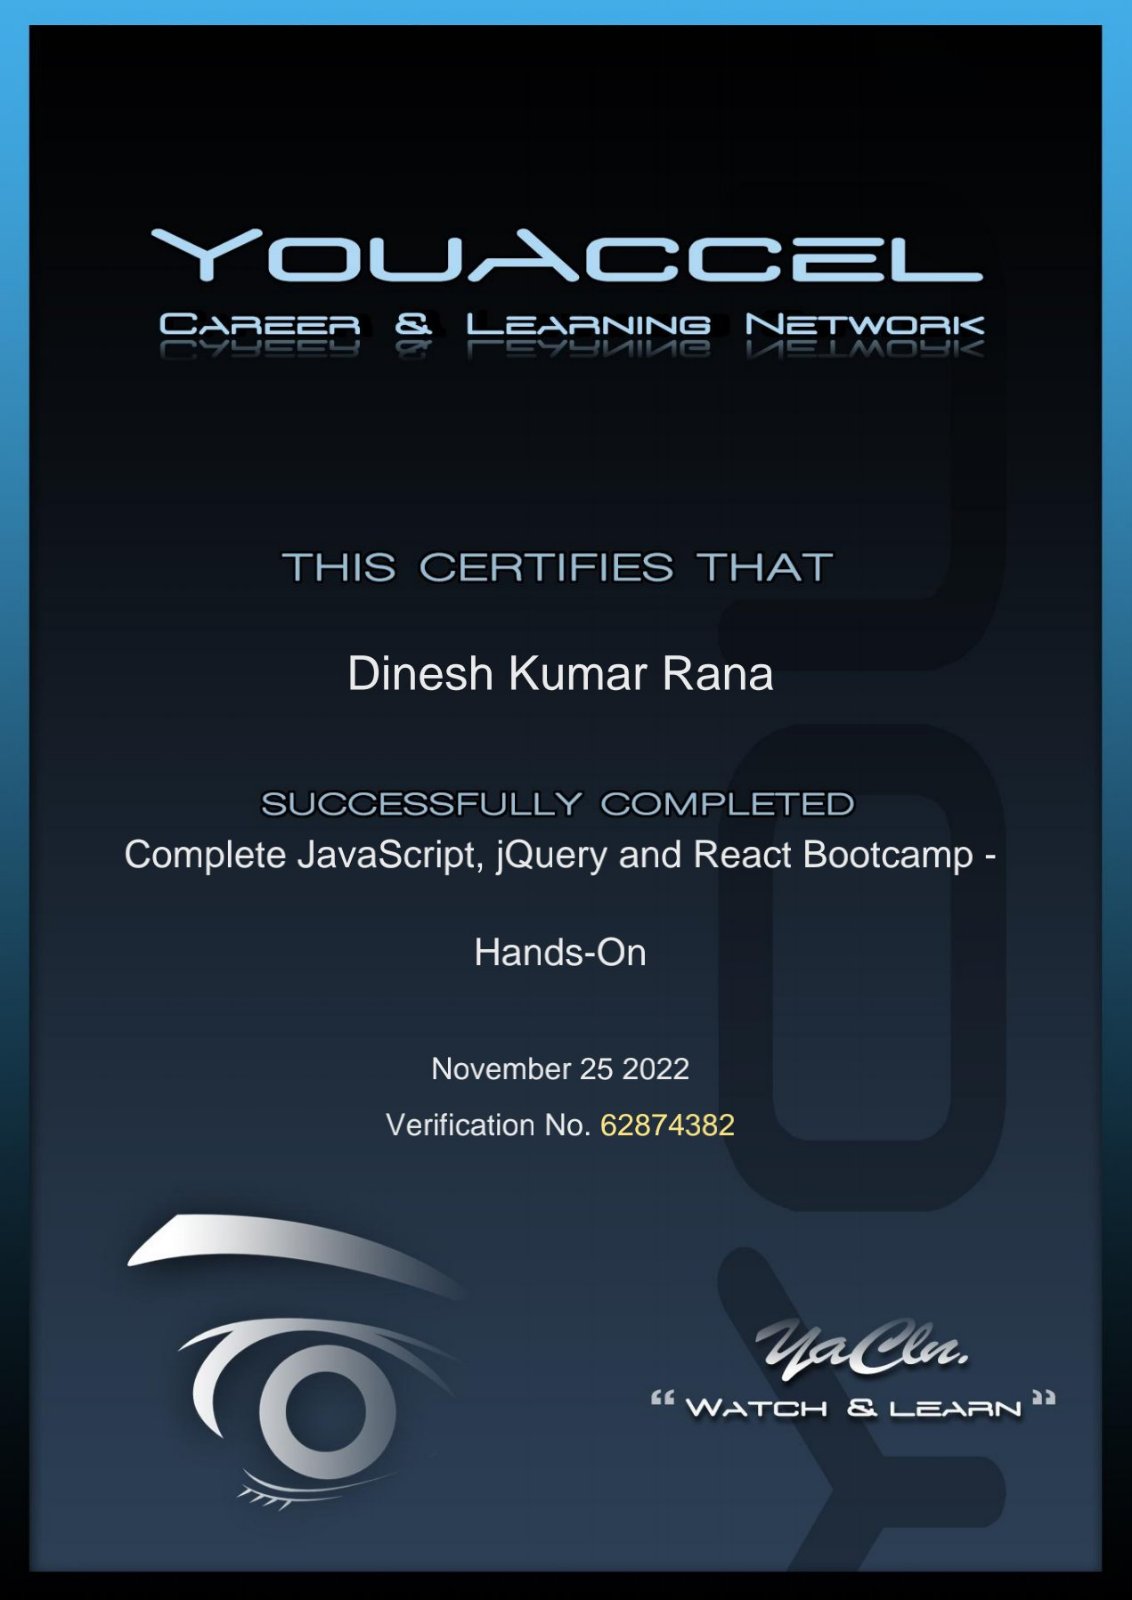 YouAccel
Career & Learning Network
THIS CERTIFIES THAT
Dinesh Kumar Rana
SUCCESSFULLY COMPLETED
Complete JavaScript, jQuery and React Bootcamp -
Hands-On
November 25 2022
Verification No. 62874382
YaCln.
“Watch & learn”
YOU